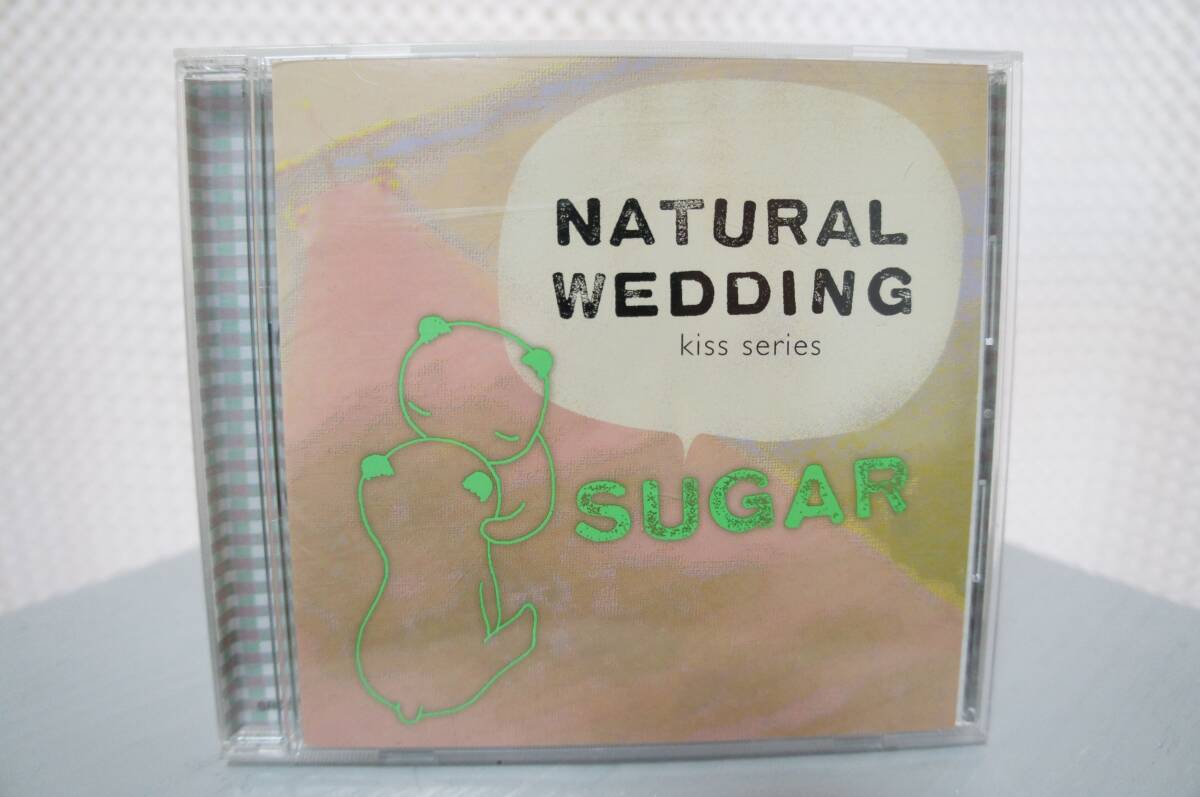 NATURAL
WEDDING
kiss series
SUGAR